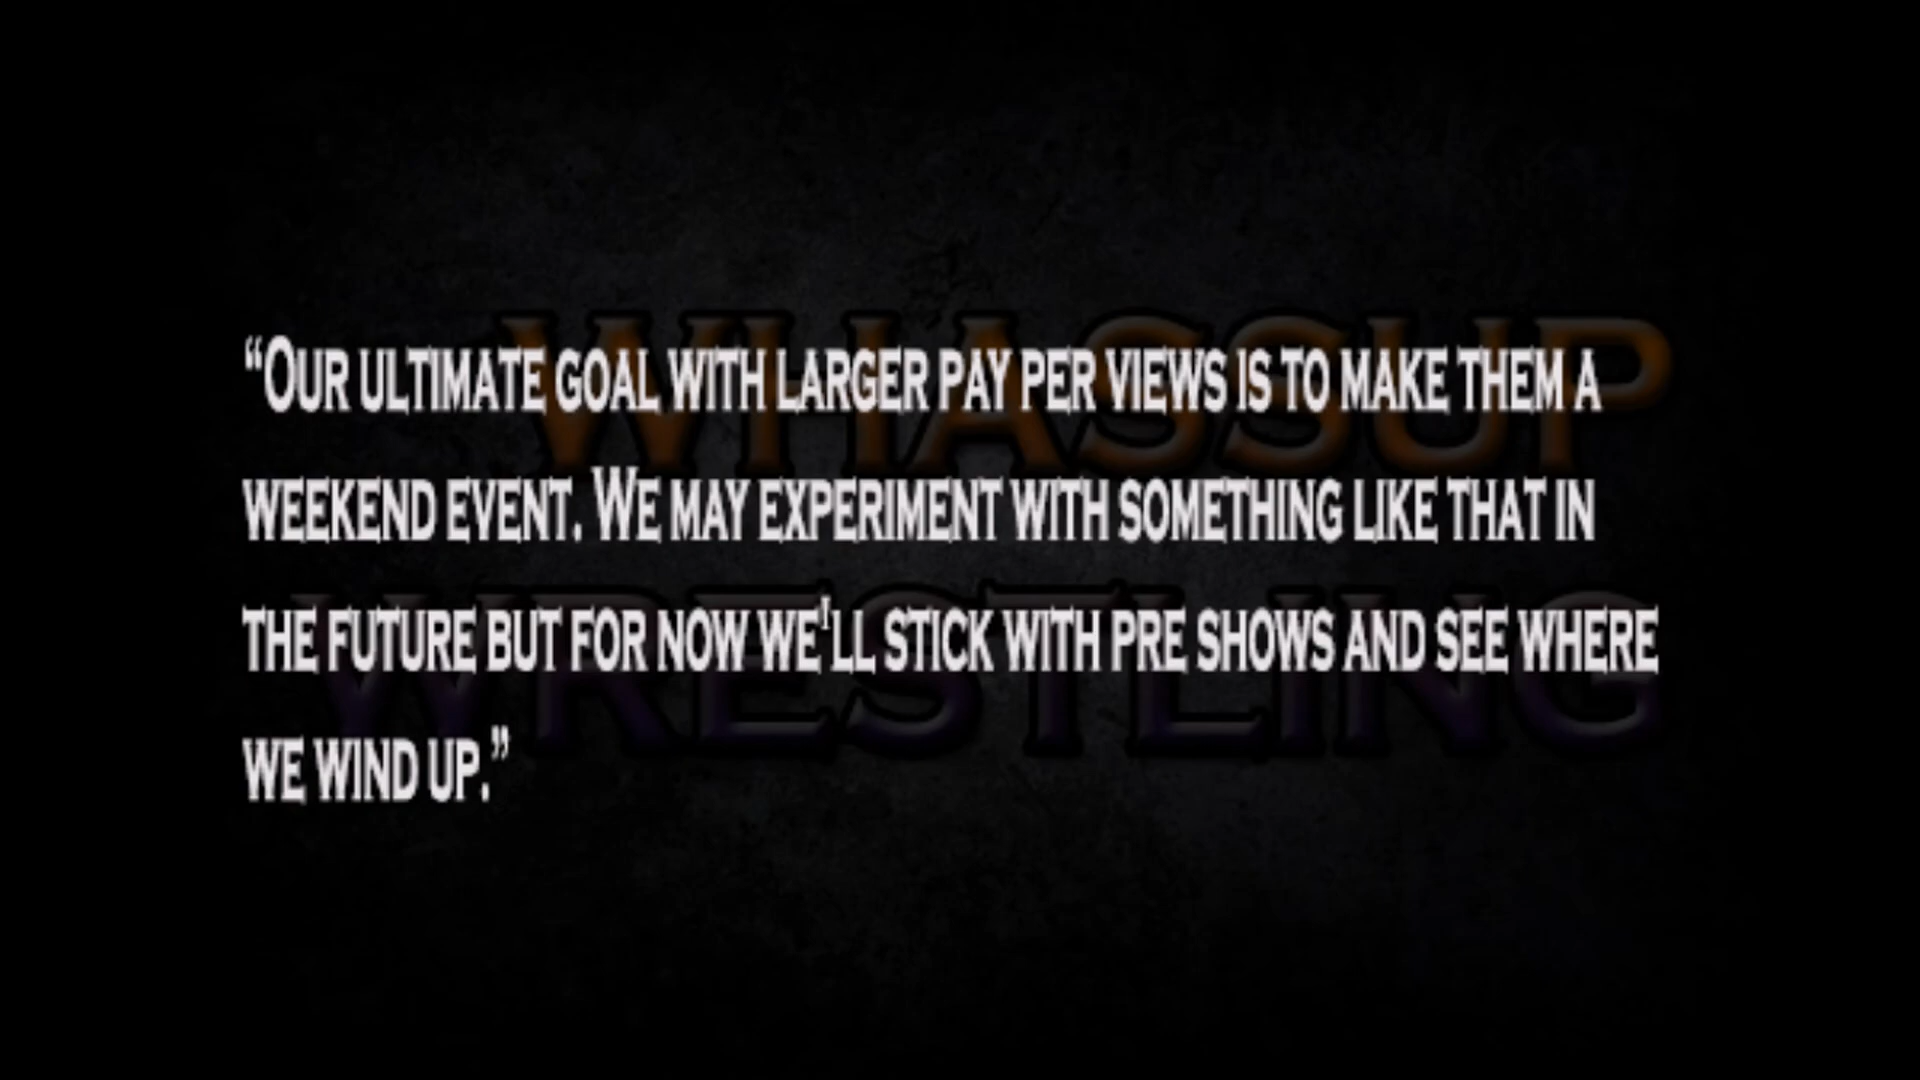 WHASSUP
WRESTLING
“Our ultimate goal with larger pay per views is to make them a
weekend event. We may experiment with something like that in
the future but for now we'll stick with pre shows and see where
we wind up.”